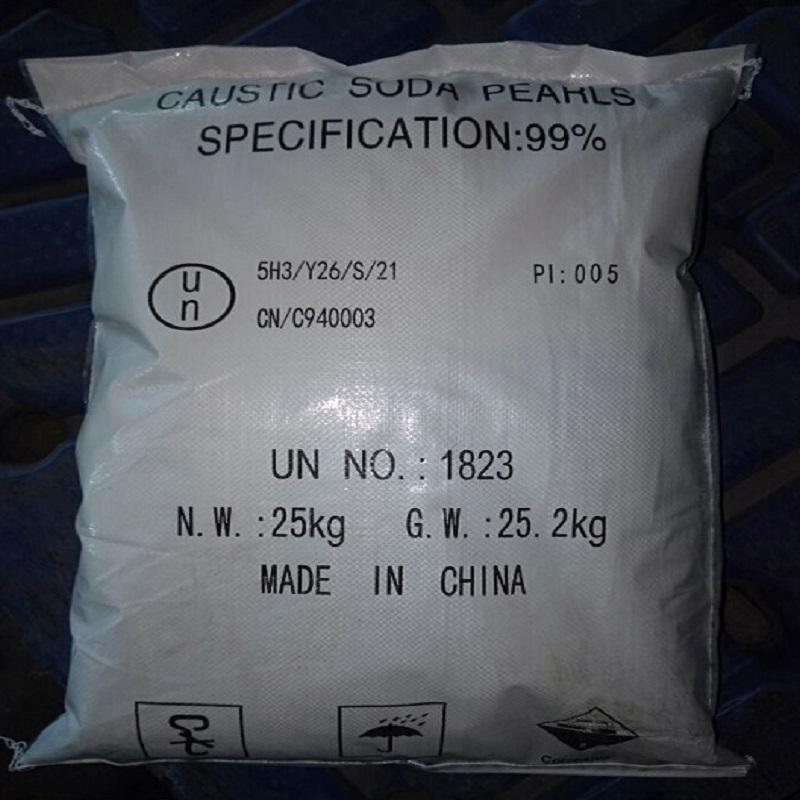 CAUSTIC SODA PEARLS
SPECIFICATION:99%
un
5H3/Y26/S/21 PI:005
CN/C940003
UN NO.: 1823
N.W.:25kg G.W.:25.2kg
MADE IN CHINA